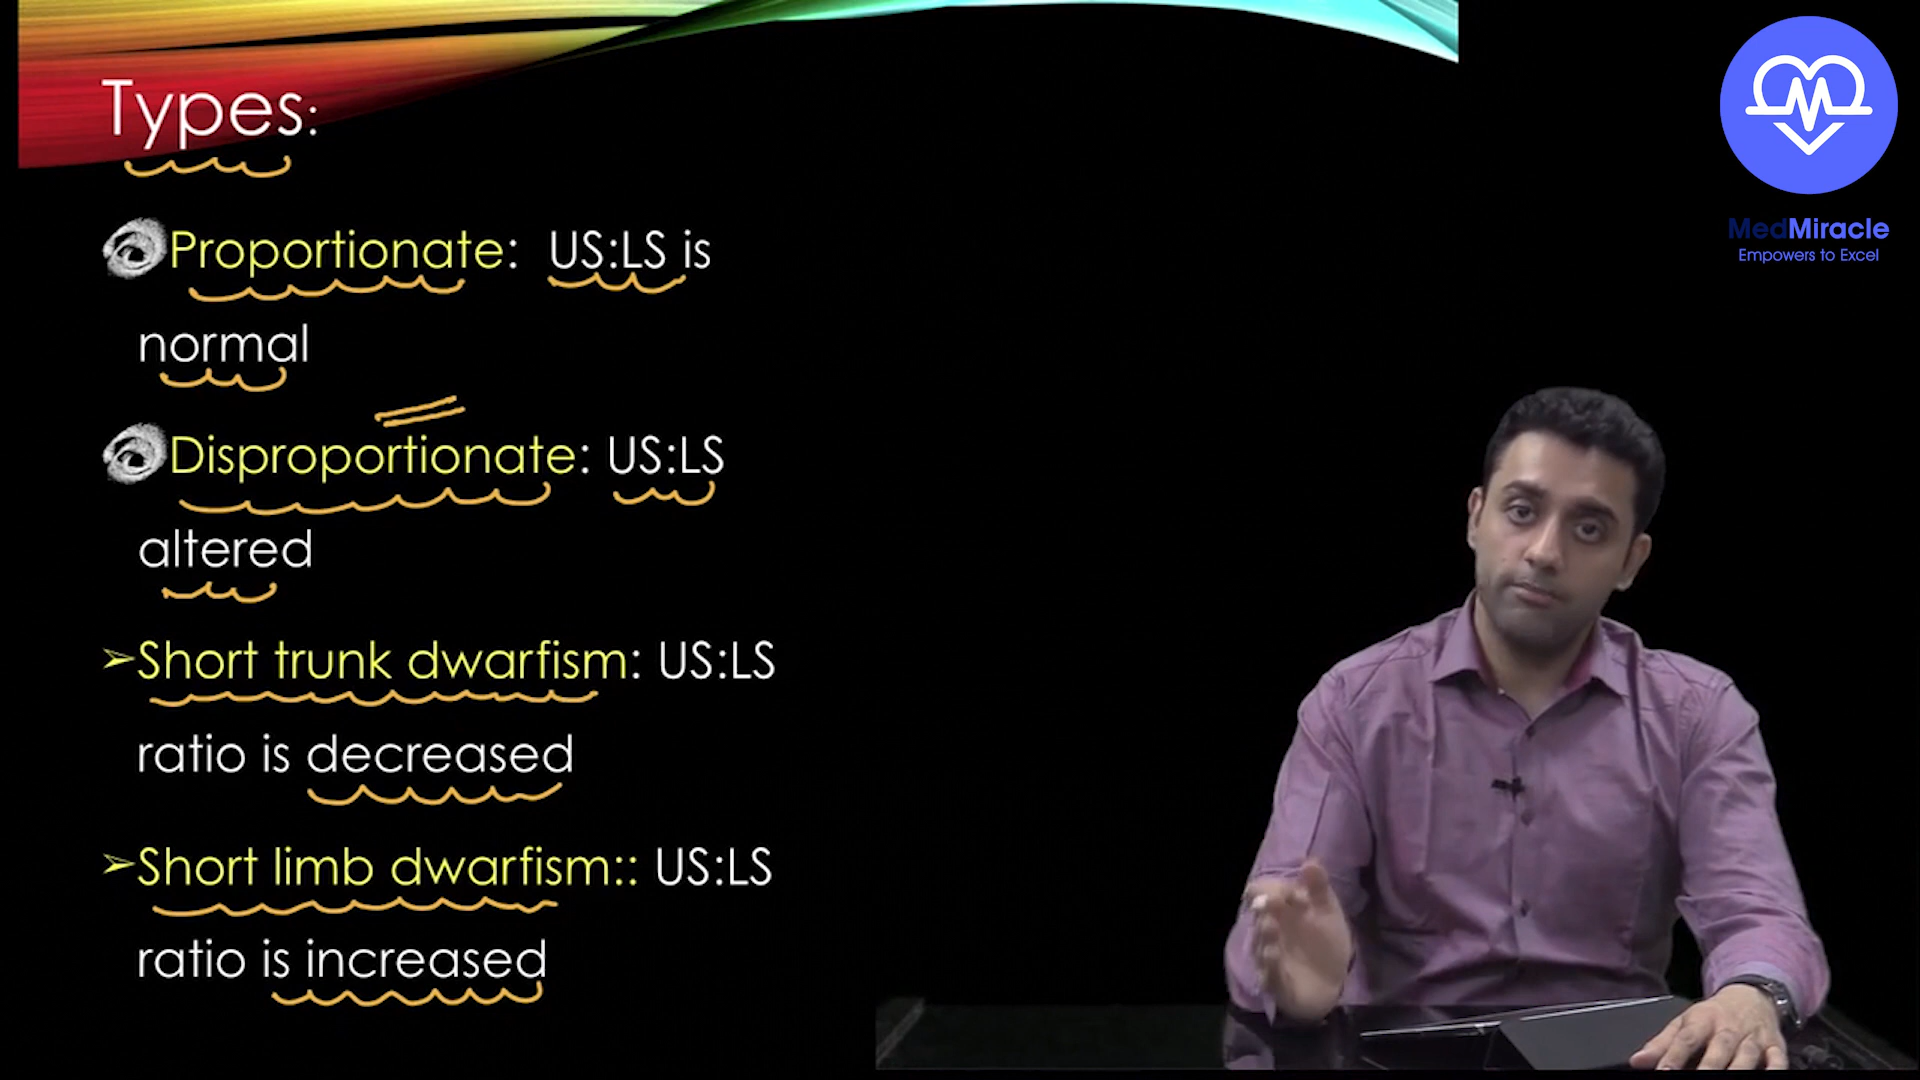 Types:
Proportionate: US:LS is
normal
Disproportionate: US:LS
altered
➢Short trunk dwarfism: US:LS
ratio is decreased
➢Short limb dwarfism:: US:LS
ratio is increased
MedMiracle
Empowers to Excel